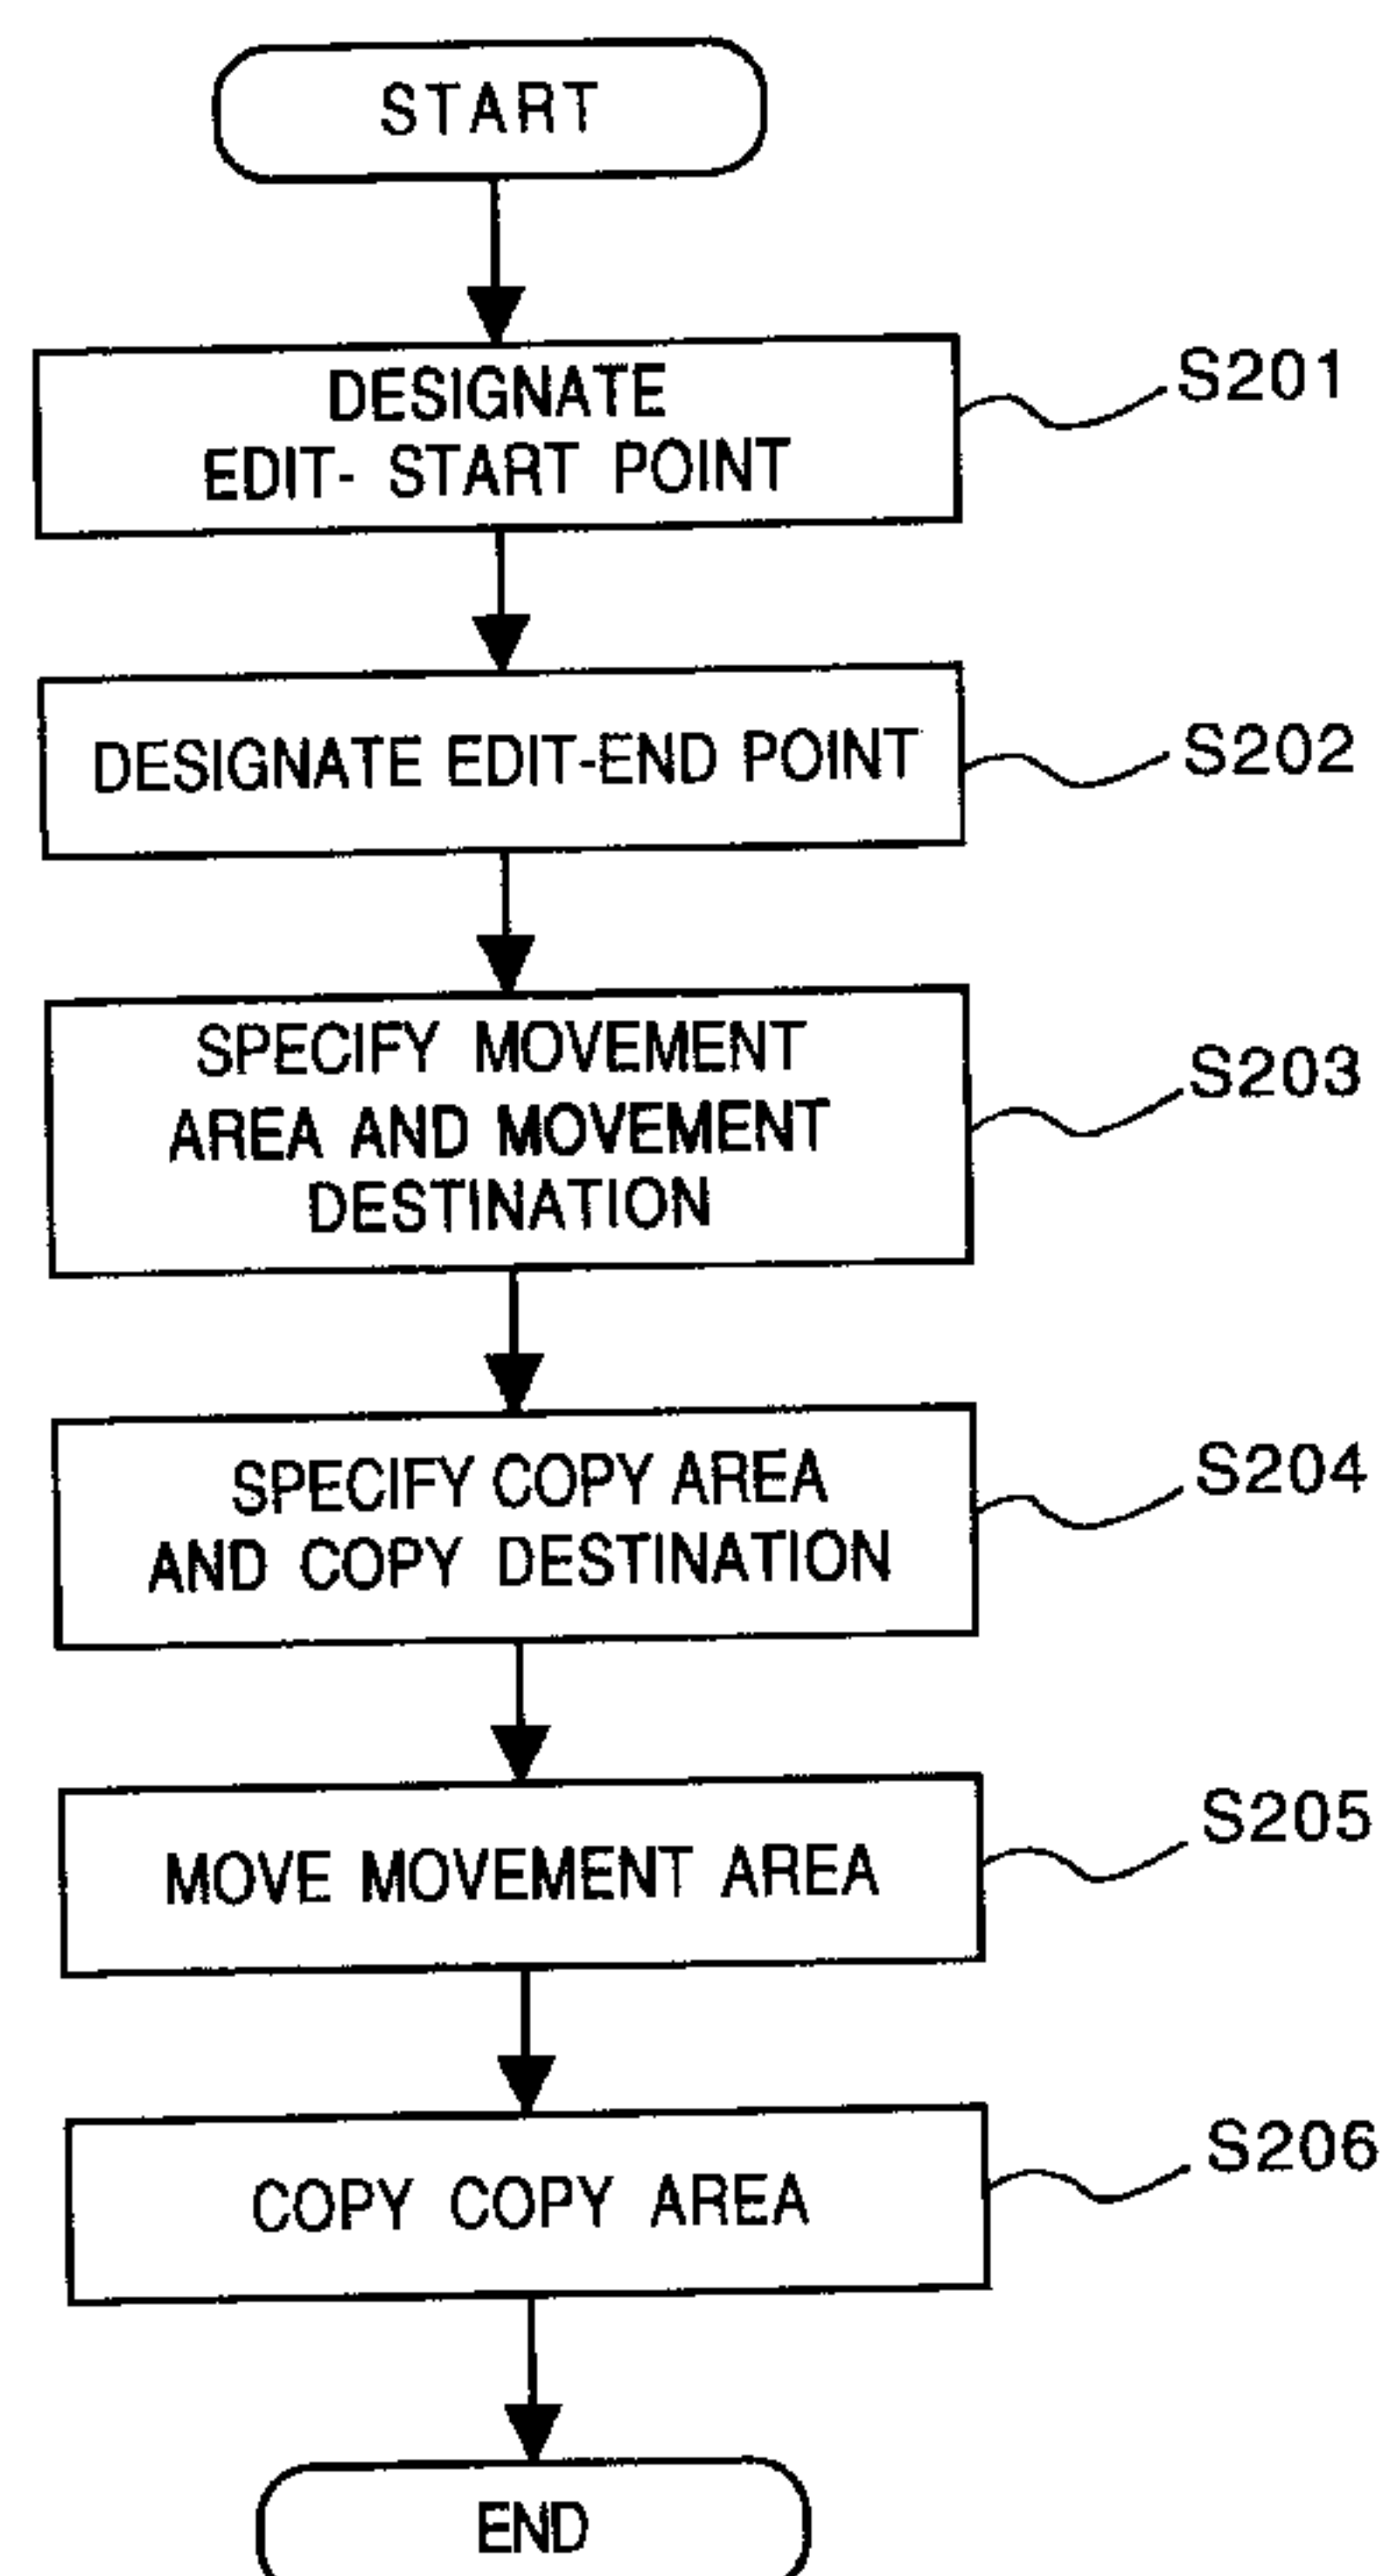 START
DESIGNATE
EDIT- START POINT
S201
DESIGNATE EDIT-END POINT
S202
SPECIFY MOVEMENT
AREA AND MOVEMENT
DESTINATION
S203
SPECIFY COPY AREA
AND COPY DESTINATION
S204
MOVE MOVEMENT AREA
S205
COPY COPY AREA
S206
END